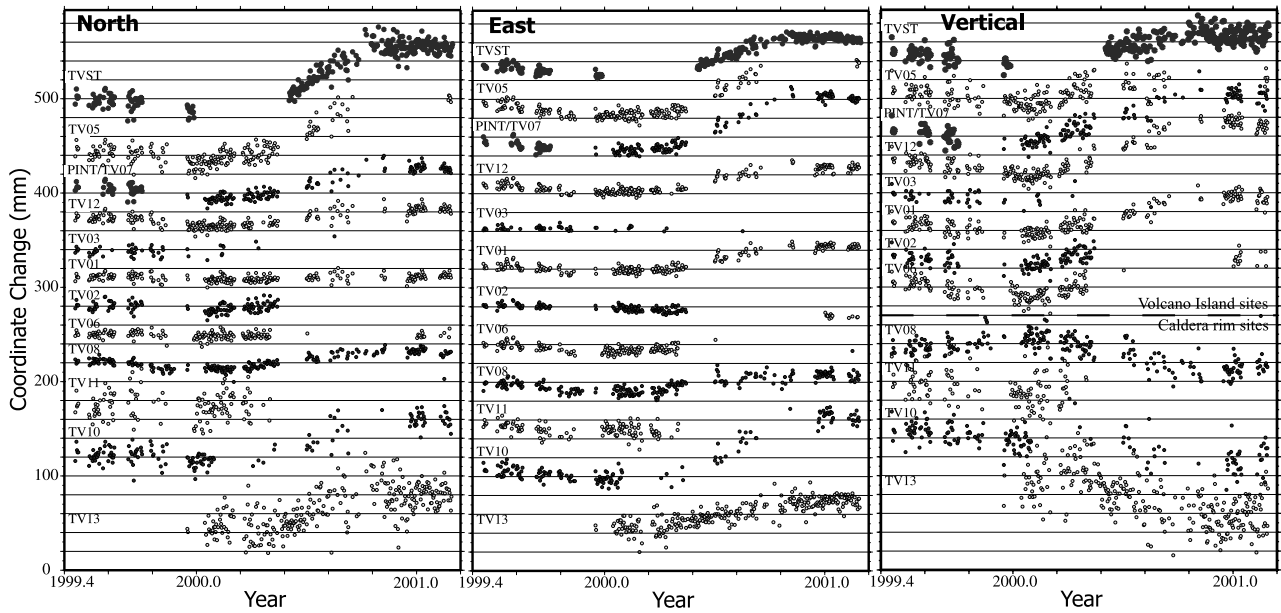 North
East
Vertical
Coordinate Change (mm)
500
400
300
200
100
0
TVST
TV05
PINT/TV07
TV12
TV03
TV01
TV02
TV06
TV08
TV11
TV10
TV13
1999.4
2000.0
2001.0
Year
TVST
TV05
PINT/TV07
TV12
TV03
TV01
TV02
TV06
TV08
TV11
TV10
TV13
1999.4
2000.0
2001.0
Year
TVST
TV05
PINT/TV07
TV12
TV03
TV01
TV02
TV06
Volcano Island sites
Caldera rim sites
TV08
TV11
TV10
TV13
1999.4
2000.0
2001.0
Year